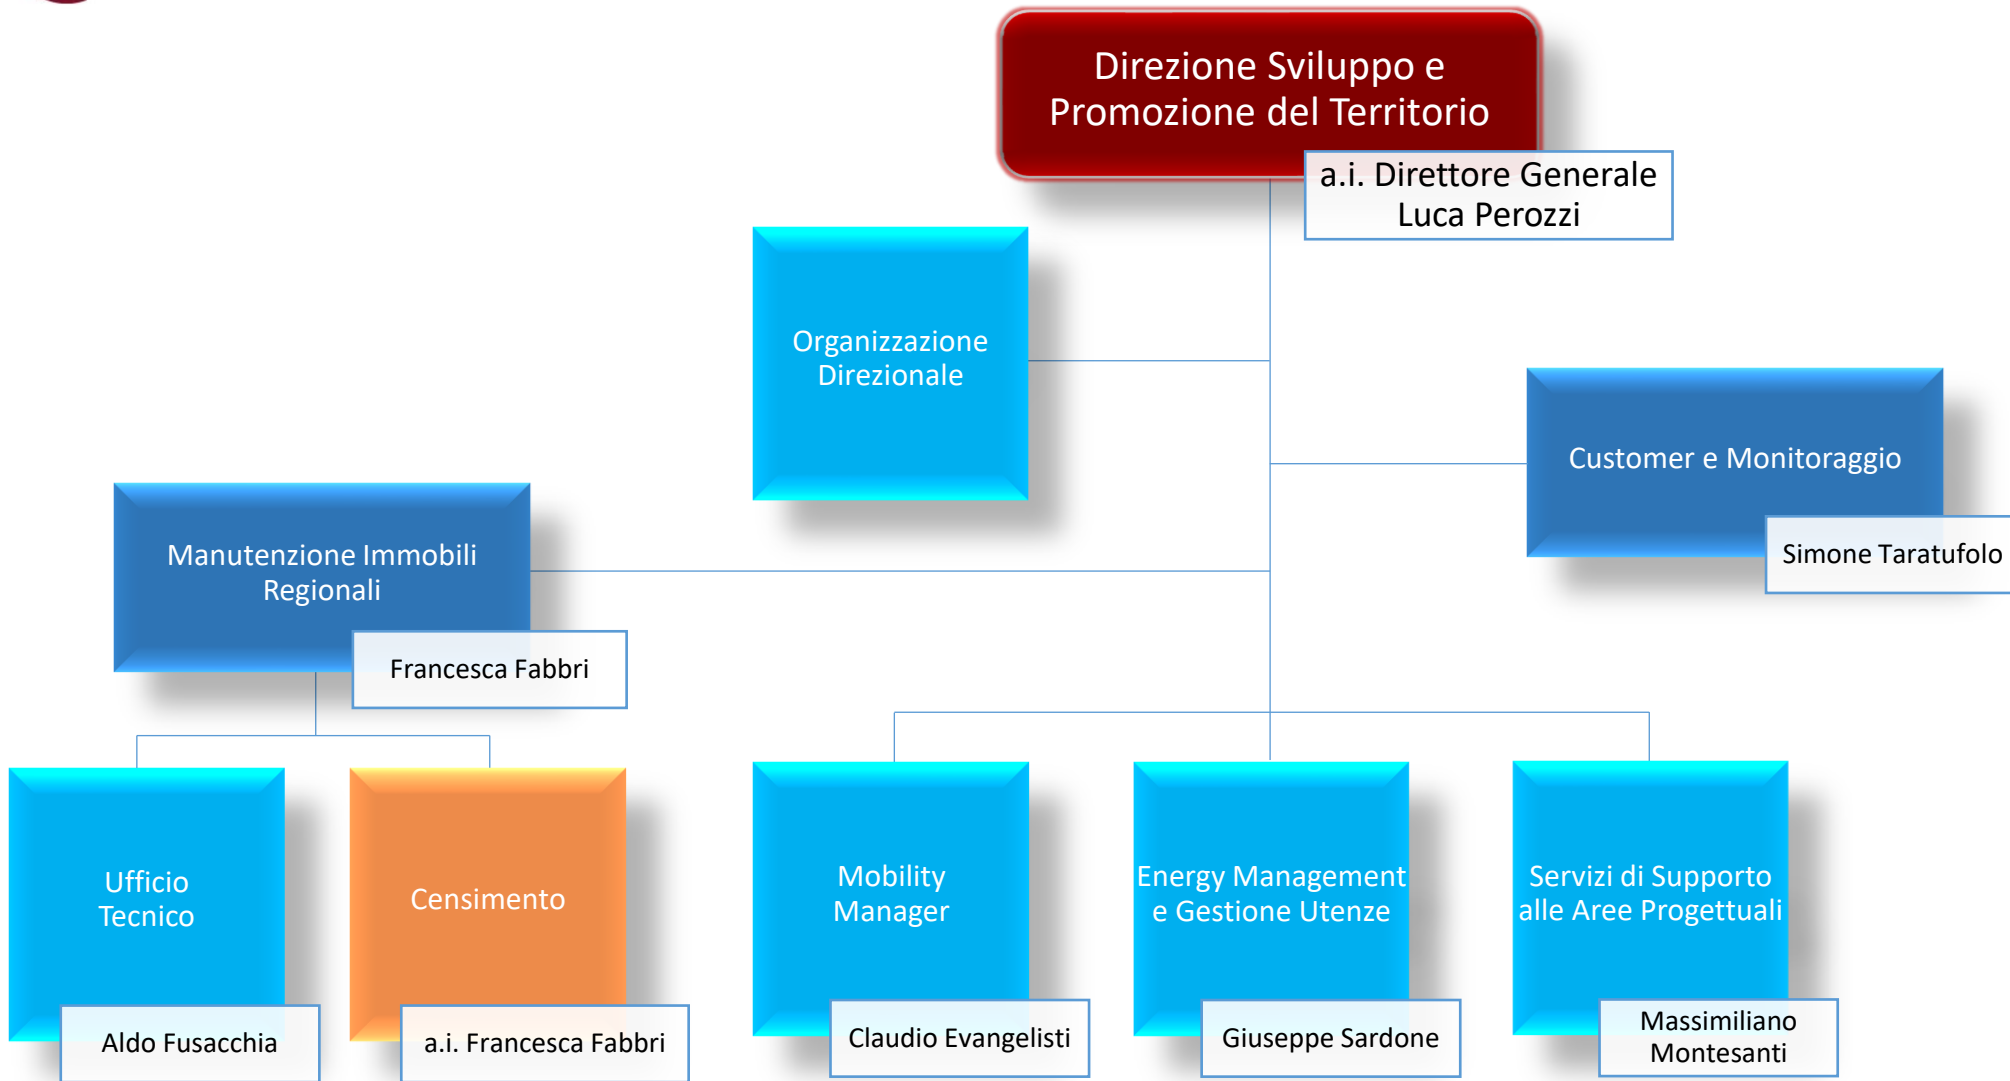 Direzione Sviluppo e
Promozione del Territorio
a.i. Direttore Generale
Luca Perozzi
Organizzazione
Direzionale
Customer e Monitoraggio
Simone Taratufolo
Manutenzione Immobili
Regionali
Francesca Fabbri
Ufficio
Tecnico
Aldo Fusacchia
Censimento
a.i. Francesca Fabbri
Mobility
Manager
Claudio Evangelisti
Energy Management
e Gestione Utenze
Giuseppe Sardone
Servizi di Supporto
alle Aree Progettuali
Massimiliano
Montesanti